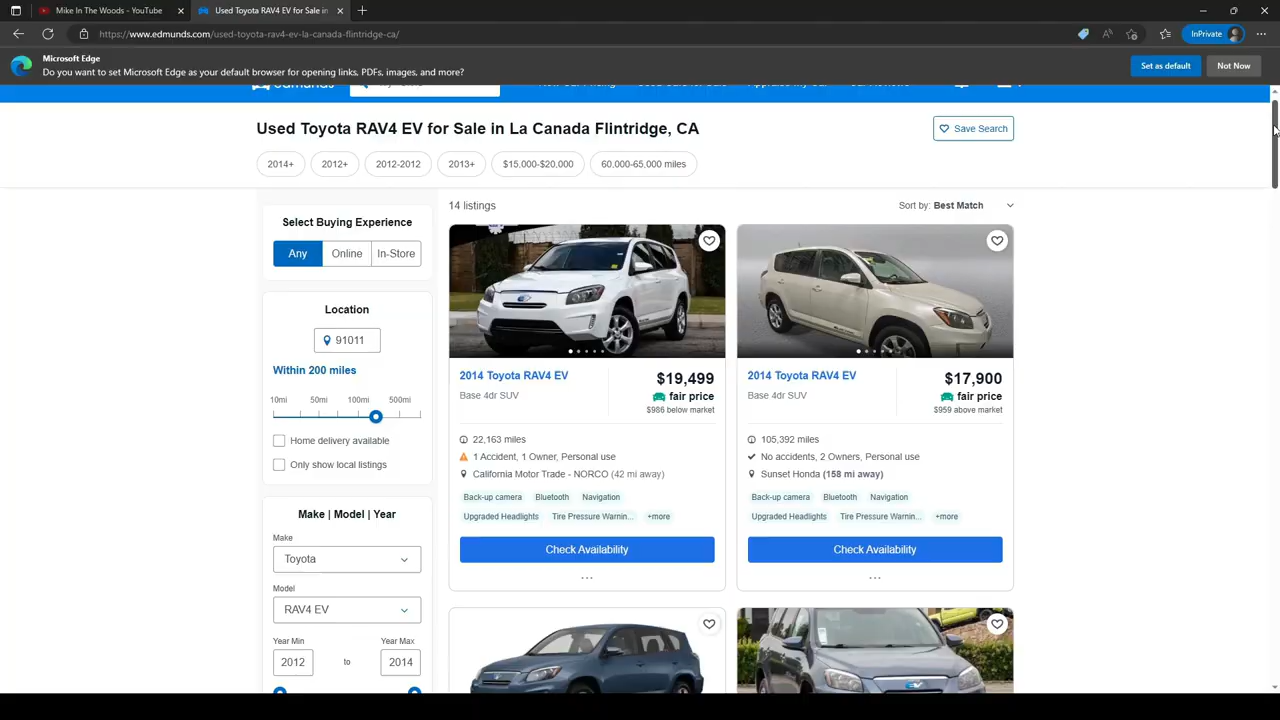 Mike In The Woods - YouTube
Used Toyota RAV4 EV for Sale in
https://www.edmunds.com/used-toyota-rav4-ev-la-canada-flintridge-ca/
InPrivate
Microsoft Edge
Do you want to set Microsoft Edge as your default browser for opening links, PDFs, images, and more?
Set as default
Not Now
Used Toyota RAV4 EV for Sale in La Canada Flintridge, CA
Save Search
2014+
2012+
2012-2012
2013+
$15,000-$20,000
60,000-65,000 miles
Select Buying Experience
Any
Online
In-Store
Location
91011
Within 200 miles
10mi 50mi 100mi 500mi
Home delivery available
Only show local listings
Make | Model | Year
Make
Toyota
Model
RAV4 EV
Year Min
Year Max
2012
to
2014
14 listings
Sort by: Best Match
2014 Toyota RAV4 EV
$19,499
Base 4dr SUV
fair price
$986 below market
22,163 miles
1 Accident, 1 Owner, Personal use
California Motor Trade - NORCO (42 mi away)
Back-up camera
Bluetooth
Navigation
Upgraded Headlights
Tire Pressure Warnin...
+more
Check Availability
2014 Toyota RAV4 EV
$17,900
Base 4dr SUV
fair price
$959 above market
105,392 miles
No accidents, 2 Owners, Personal use
Sunset Honda (158 mi away)
Back-up camera
Bluetooth
Navigation
Upgraded Headlights
Tire Pressure Warnin...
+more
Check Availability
EV